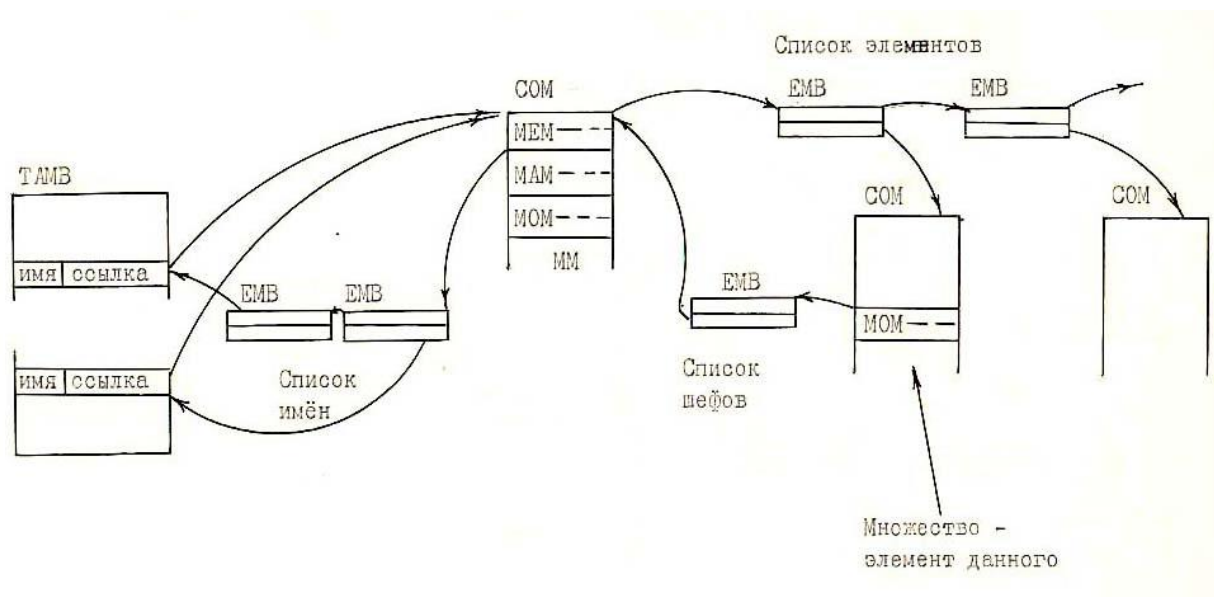 Список элементов
СОМ
ЕМВ
ЕМВ
МЕМ
ТАМВ
МАМ
СОМ
СОМ
МОМ
имя ссылка
ММ
ЕМВ
ЕМВ
ЕМВ
МОМ
имя ссылка
Список
имён
Список
шефов
Множество -
элемент данного